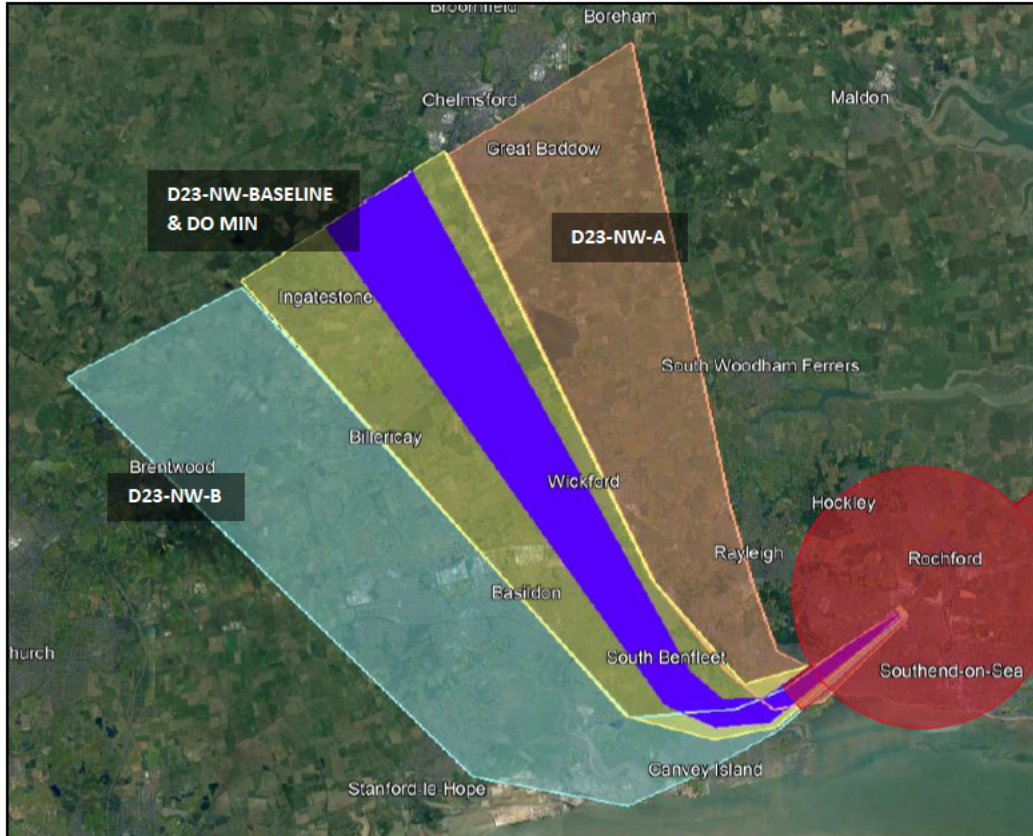 Broomfield
Boreham
Chelmsford
Maldon
Great Baddow
D23-NW-BASELINE
& DO MIN
D23-NW-A
Ingatestone
South Woodham Ferrers
Billericay
Brentwood
D23-NW-B
Wickford
Hockley
Rayleigh
Rochford
Basildon
hurch
South Benfleet
Southend-on-Sea
Canvey Island
Stanford-le-Hope